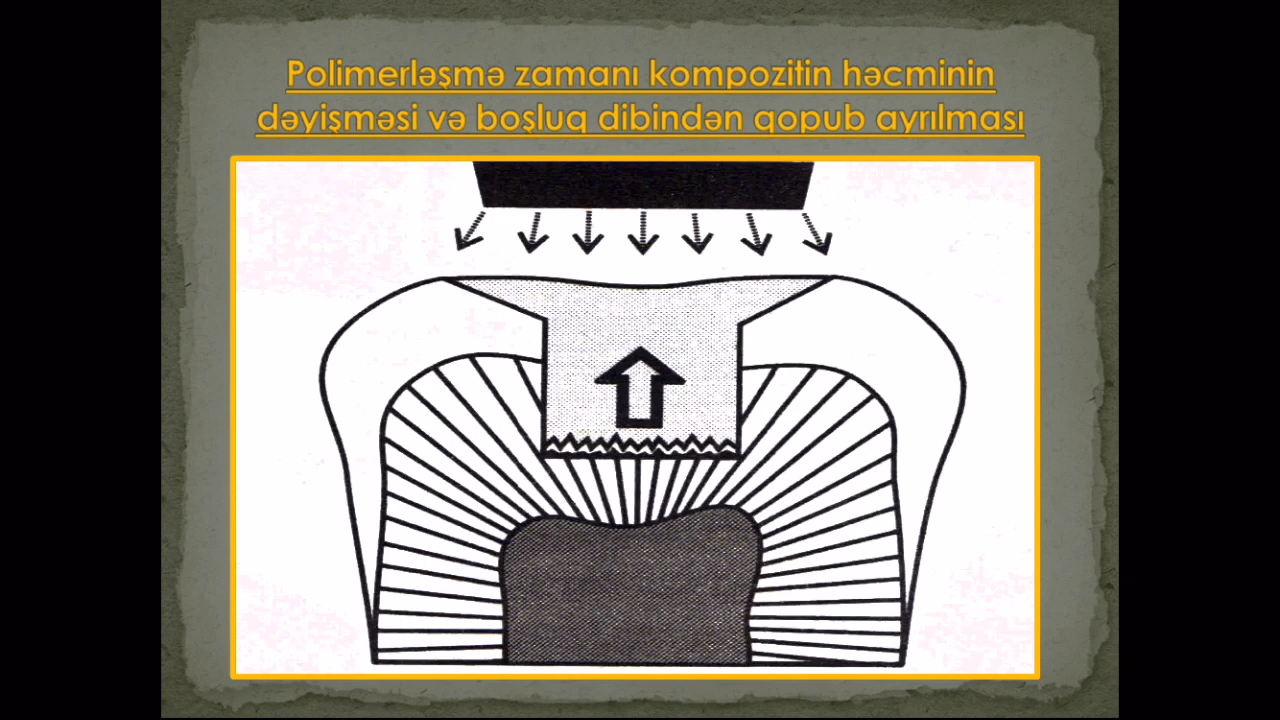 Polimerləşmə zamanı kompozitin həcminin
dəyişməsi və boşluq dibindən qopub ayrılması